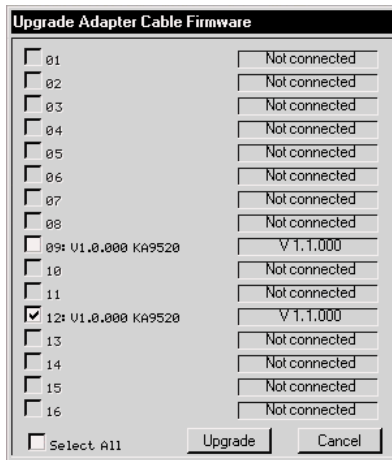 Upgrade Adapter Cable Firmware
01 Not connected
02 Not connected
03 Not connected
04 Not connected
05 Not connected
06 Not connected
07 Not connected
08 Not connected
09: V1.0.000 KA9520 V 1.1.000
10 Not connected
11 Not connected
12: V1.0.000 KA9520 V 1.1.000
13 Not connected
14 Not connected
15 Not connected
16 Not connected
Select All Upgrade Cancel